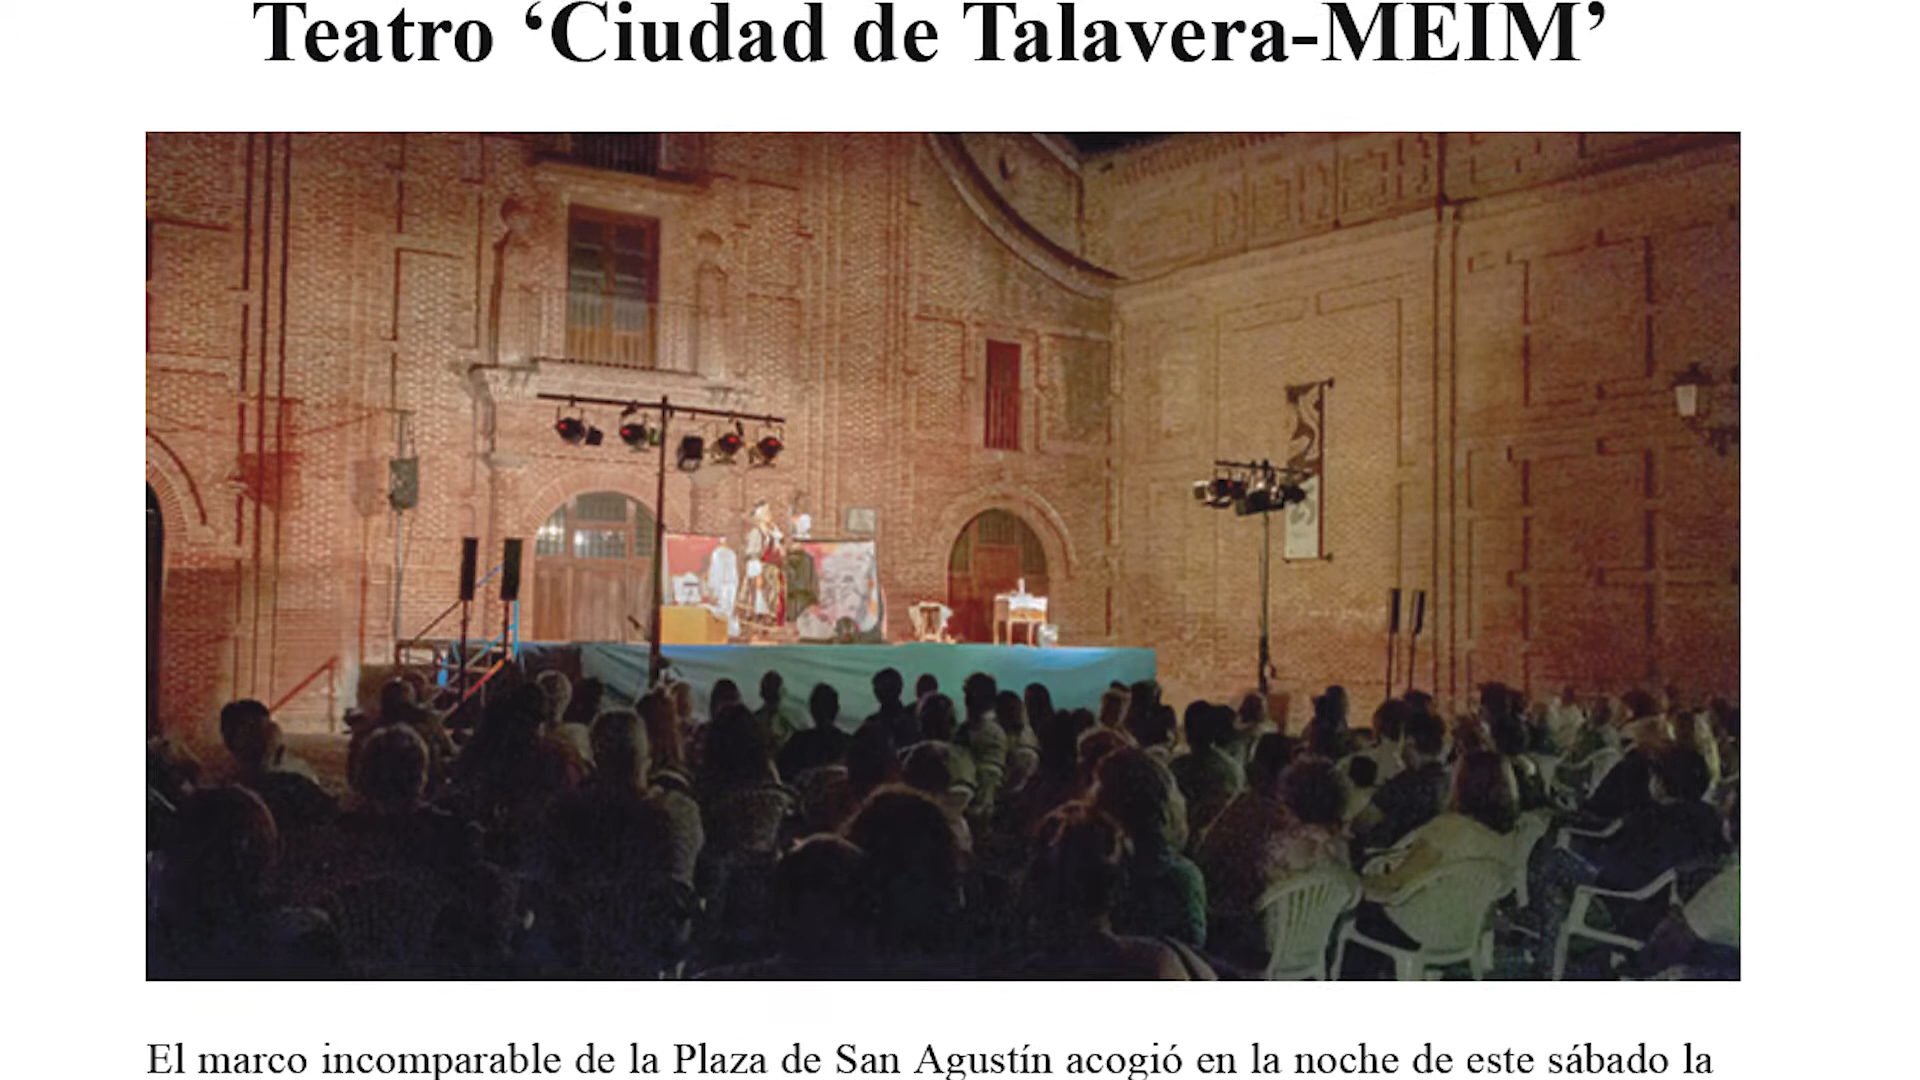 Teatro ‘Ciudad de Talavera-MEIM’
El marco incomparable de la Plaza de San Agustín acogió en la noche de este sábado la